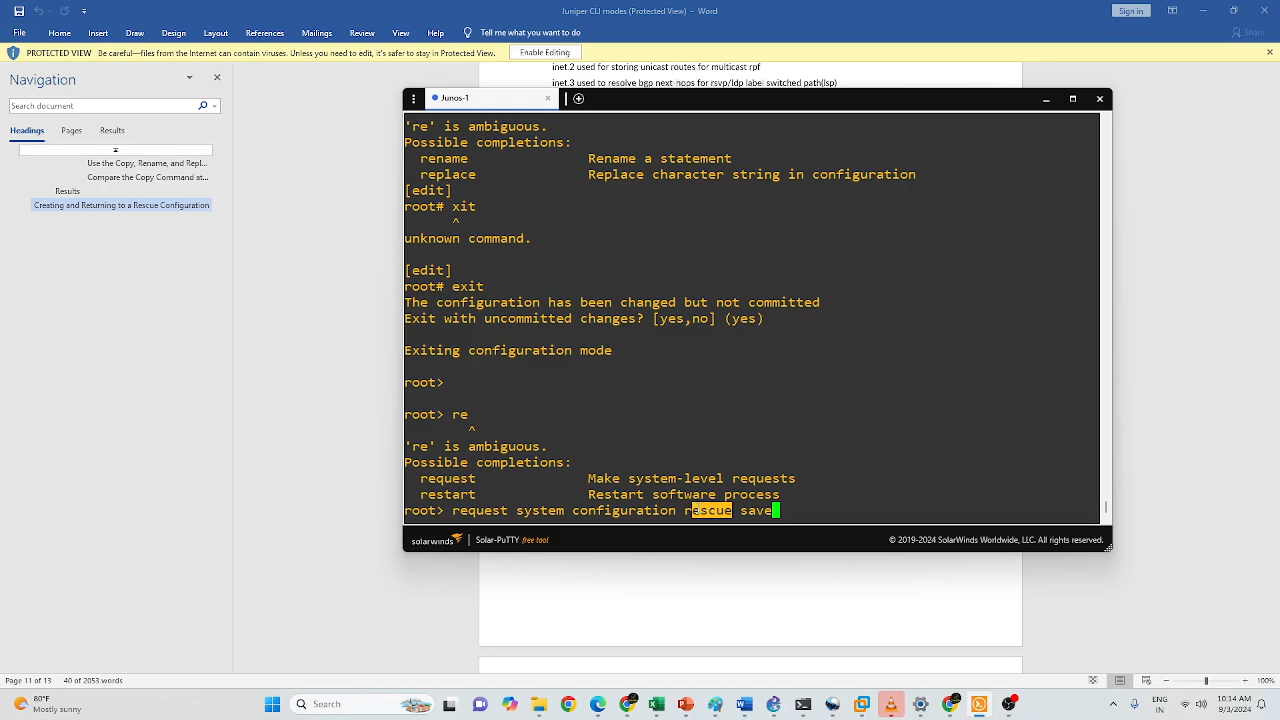 Juniper CLI modes (Protected View) - Word
Sign in
File Home Insert Draw Design Layout References Mailings Review View Help Tell me what you want to do Share
PROTECTED VIEW Be careful—files from the Internet can contain viruses. Unless you need to edit, it's safer to stay in Protected View. Enable Editing
Navigation
Search document
Headings Pages Results
Use the Copy, Rename, and Repl...
Compare the Copy Command at...
Results
Creating and Returning to a Rescue Configuration
inet.2 used for storing unicast routes for multicast rpf
inet.3 used to resolve bgp next-hops for rsvp/ldp label switched path(lsp)
Junos-1
're' is ambiguous.
Possible completions:
rename Rename a statement
replace Replace character string in configuration
[edit]
root# xit
^
unknown command.
[edit]
root# exit
The configuration has been changed but not committed
Exit with uncommitted changes? [yes,no] (yes)
Exiting configuration mode
root>
root> re
^
're' is ambiguous.
Possible completions:
request Make system-level requests
restart Restart software process
root> request system configuration rescue save
solarwinds Solar-PuTTY free tool © 2019-2024 SolarWinds Worldwide, LLC. All rights reserved.
Page 11 of 13 40 of 2053 words 100%
80°F
Mostly sunny
Search
ENG
IN
10:14 AM
9/3/2024